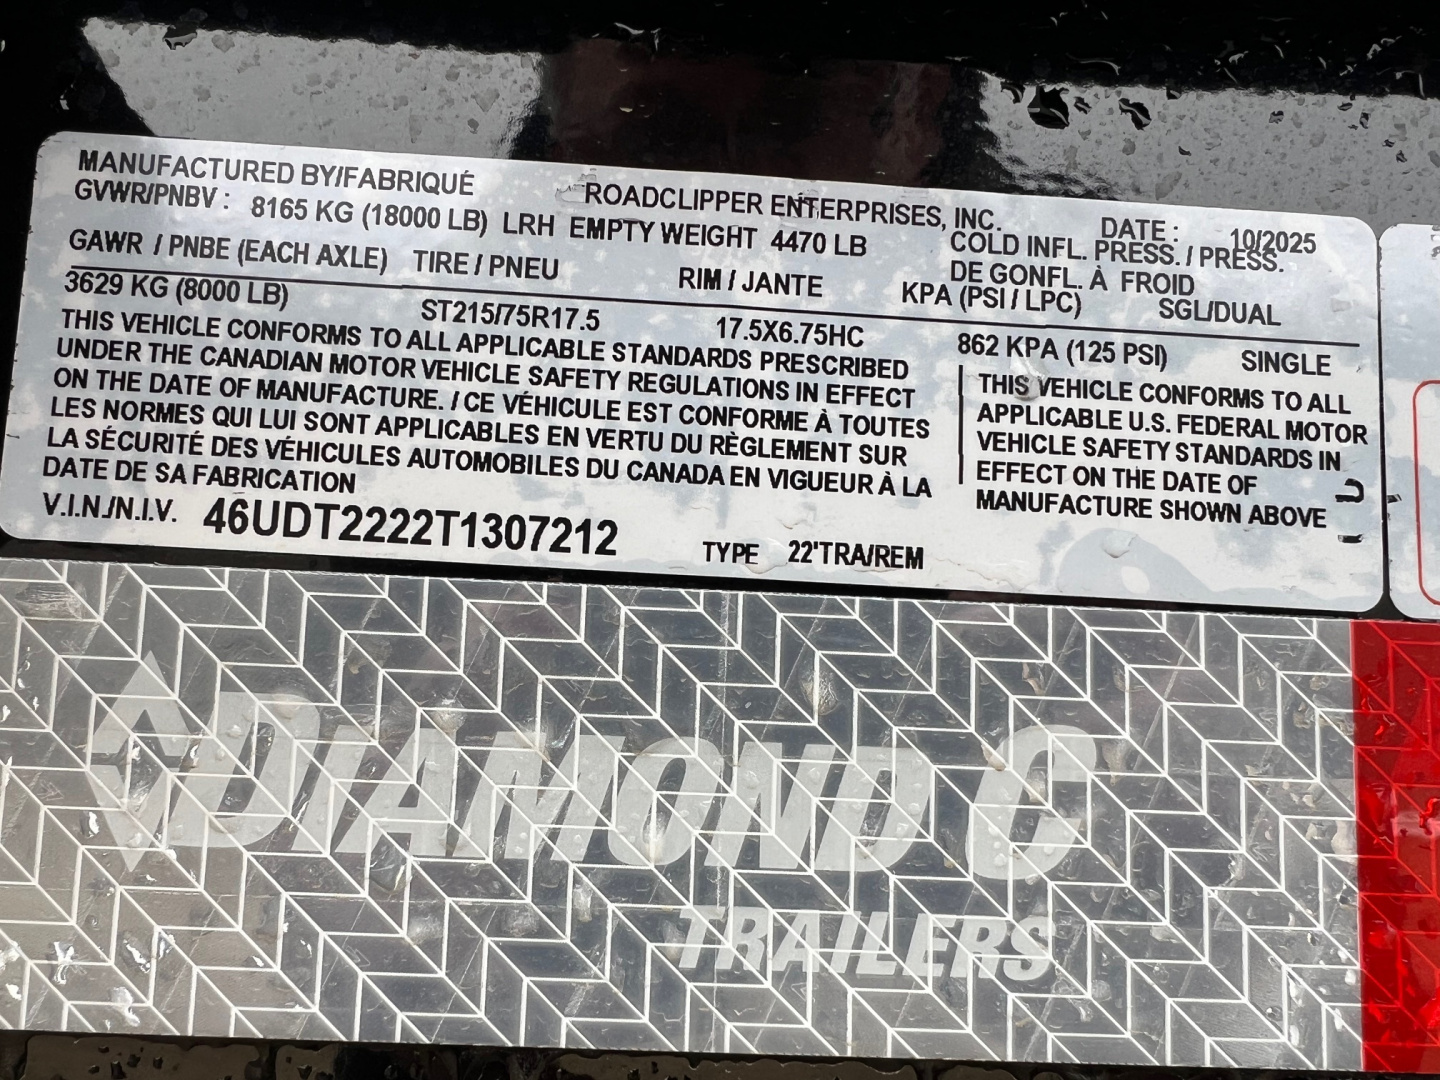 MANUFACTURED BY/FABRIQUÉ ROADCLIPPER ENTERPRISES, INC. DATE : 10/2025
GVWR/PNBV : 8165 KG (18000 LB) LRH EMPTY WEIGHT 4470 LB
GAWR / PNBE (EACH AXLE) TIRE / PNEU RIM / JANTE COLD INFL. PRESS. / PRESS.
DE GONFL. À FROID
KPA (PSI / LPC) SGL/DUAL
3629 KG (8000 LB) ST215/75R17.5 17.5X6.75HC 862 KPA (125 PSI) SINGLE
THIS VEHICLE CONFORMS TO ALL APPLICABLE STANDARDS PRESCRIBED
UNDER THE CANADIAN MOTOR VEHICLE SAFETY REGULATIONS IN EFFECT
ON THE DATE OF MANUFACTURE. / CE VÉHICULE EST CONFORME À TOUTES
LES NORMES QUI LUI SONT APPLICABLES EN VERTU DU RÈGLEMENT SUR
LA SÉCURITÉ DES VÉHICULES AUTOMOBILES DU CANADA EN VIGUEUR À LA
DATE DE SA FABRICATION
THIS VEHICLE CONFORMS TO ALL
APPLICABLE U.S. FEDERAL MOTOR
VEHICLE SAFETY STANDARDS IN
EFFECT ON THE DATE OF
MANUFACTURE SHOWN ABOVE
V.I.N./N.I.V. 46UDT2222T1307212 TYPE 22'TRA/REM
DIAMOND C
TRAILERS